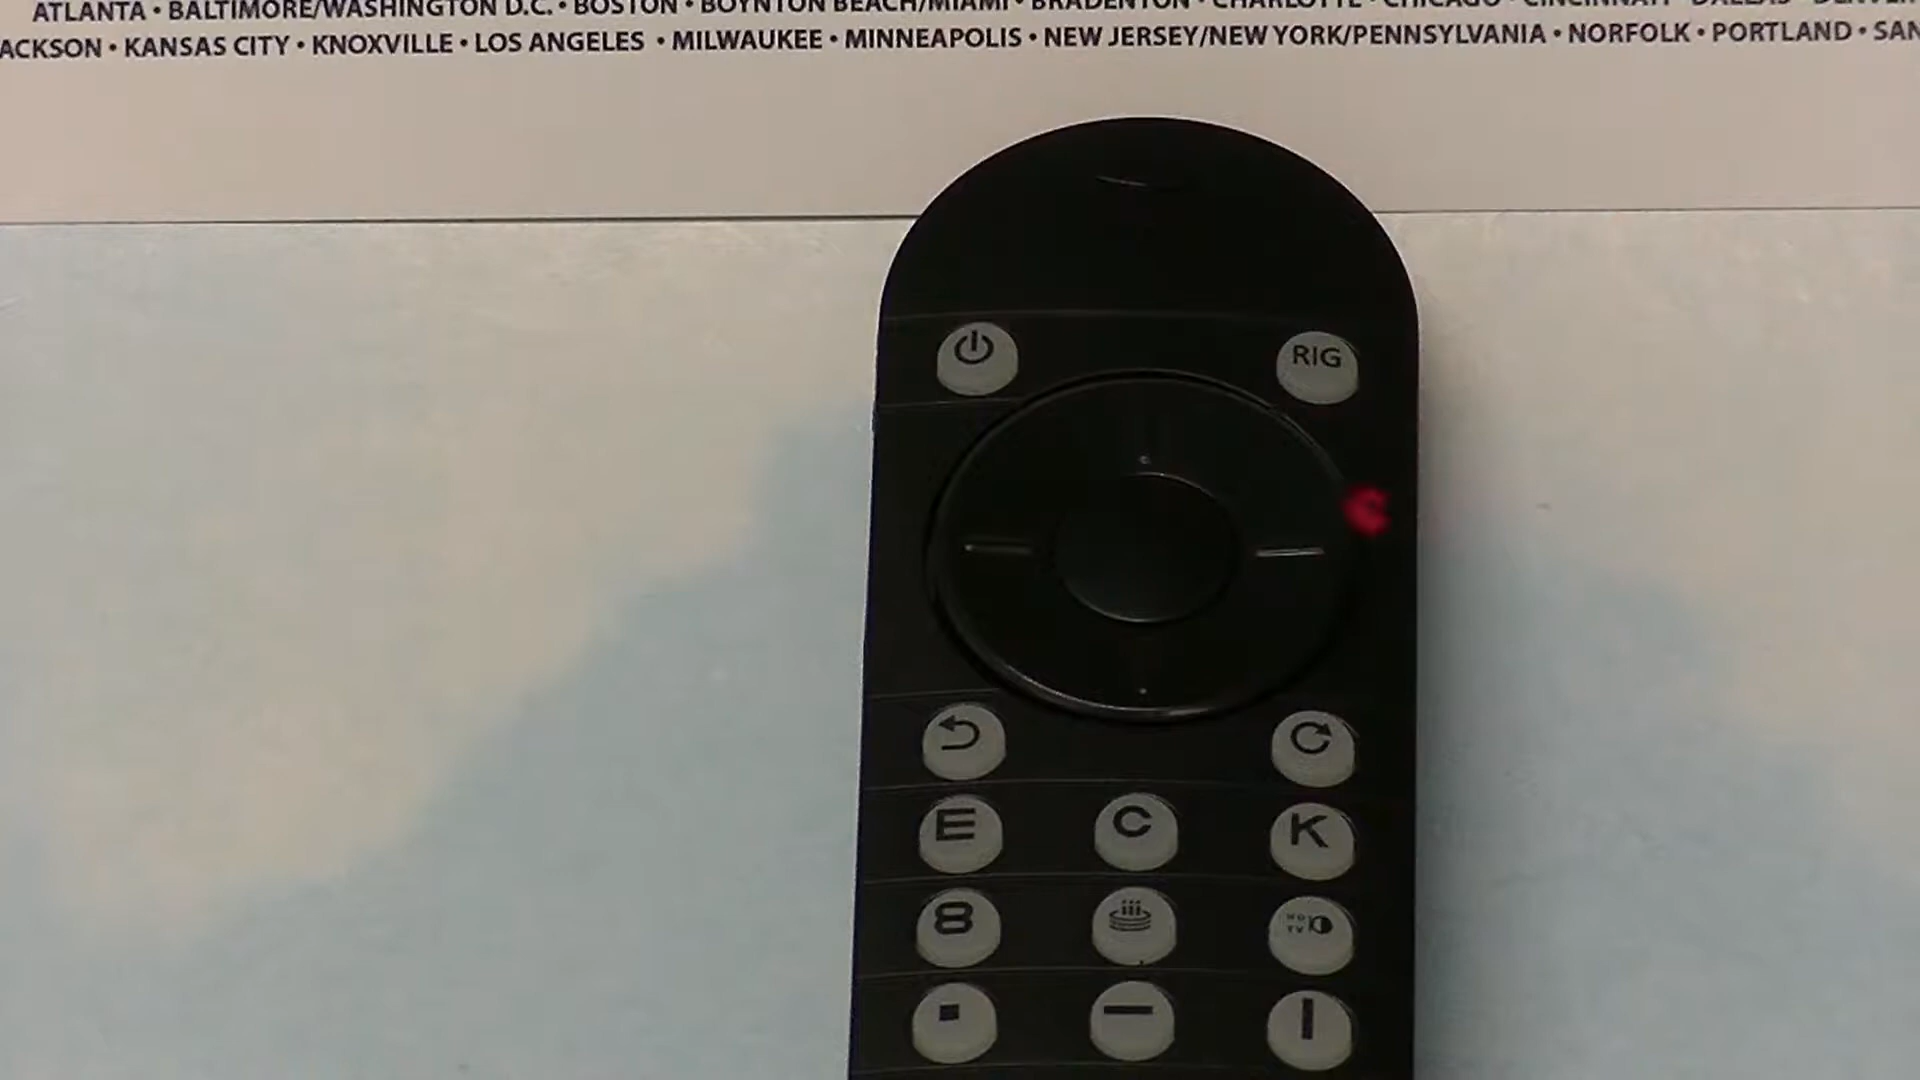 ATLANTA • BALTIMORE/WASHINGTON D.C. • BOSTON • BOYNTON BEACH/MIAMI • BRADENTON • CHARLOTTE • CHICAGO • CINCINNATI • DALLAS • DENVER
ACKSON • KANSAS CITY • KNOXVILLE • LOS ANGELES • MILWAUKEE • MINNEAPOLIS • NEW JERSEY/NEW YORK/PENNSYLVANIA • NORFOLK • PORTLAND • SAN
RIG
E C K
8